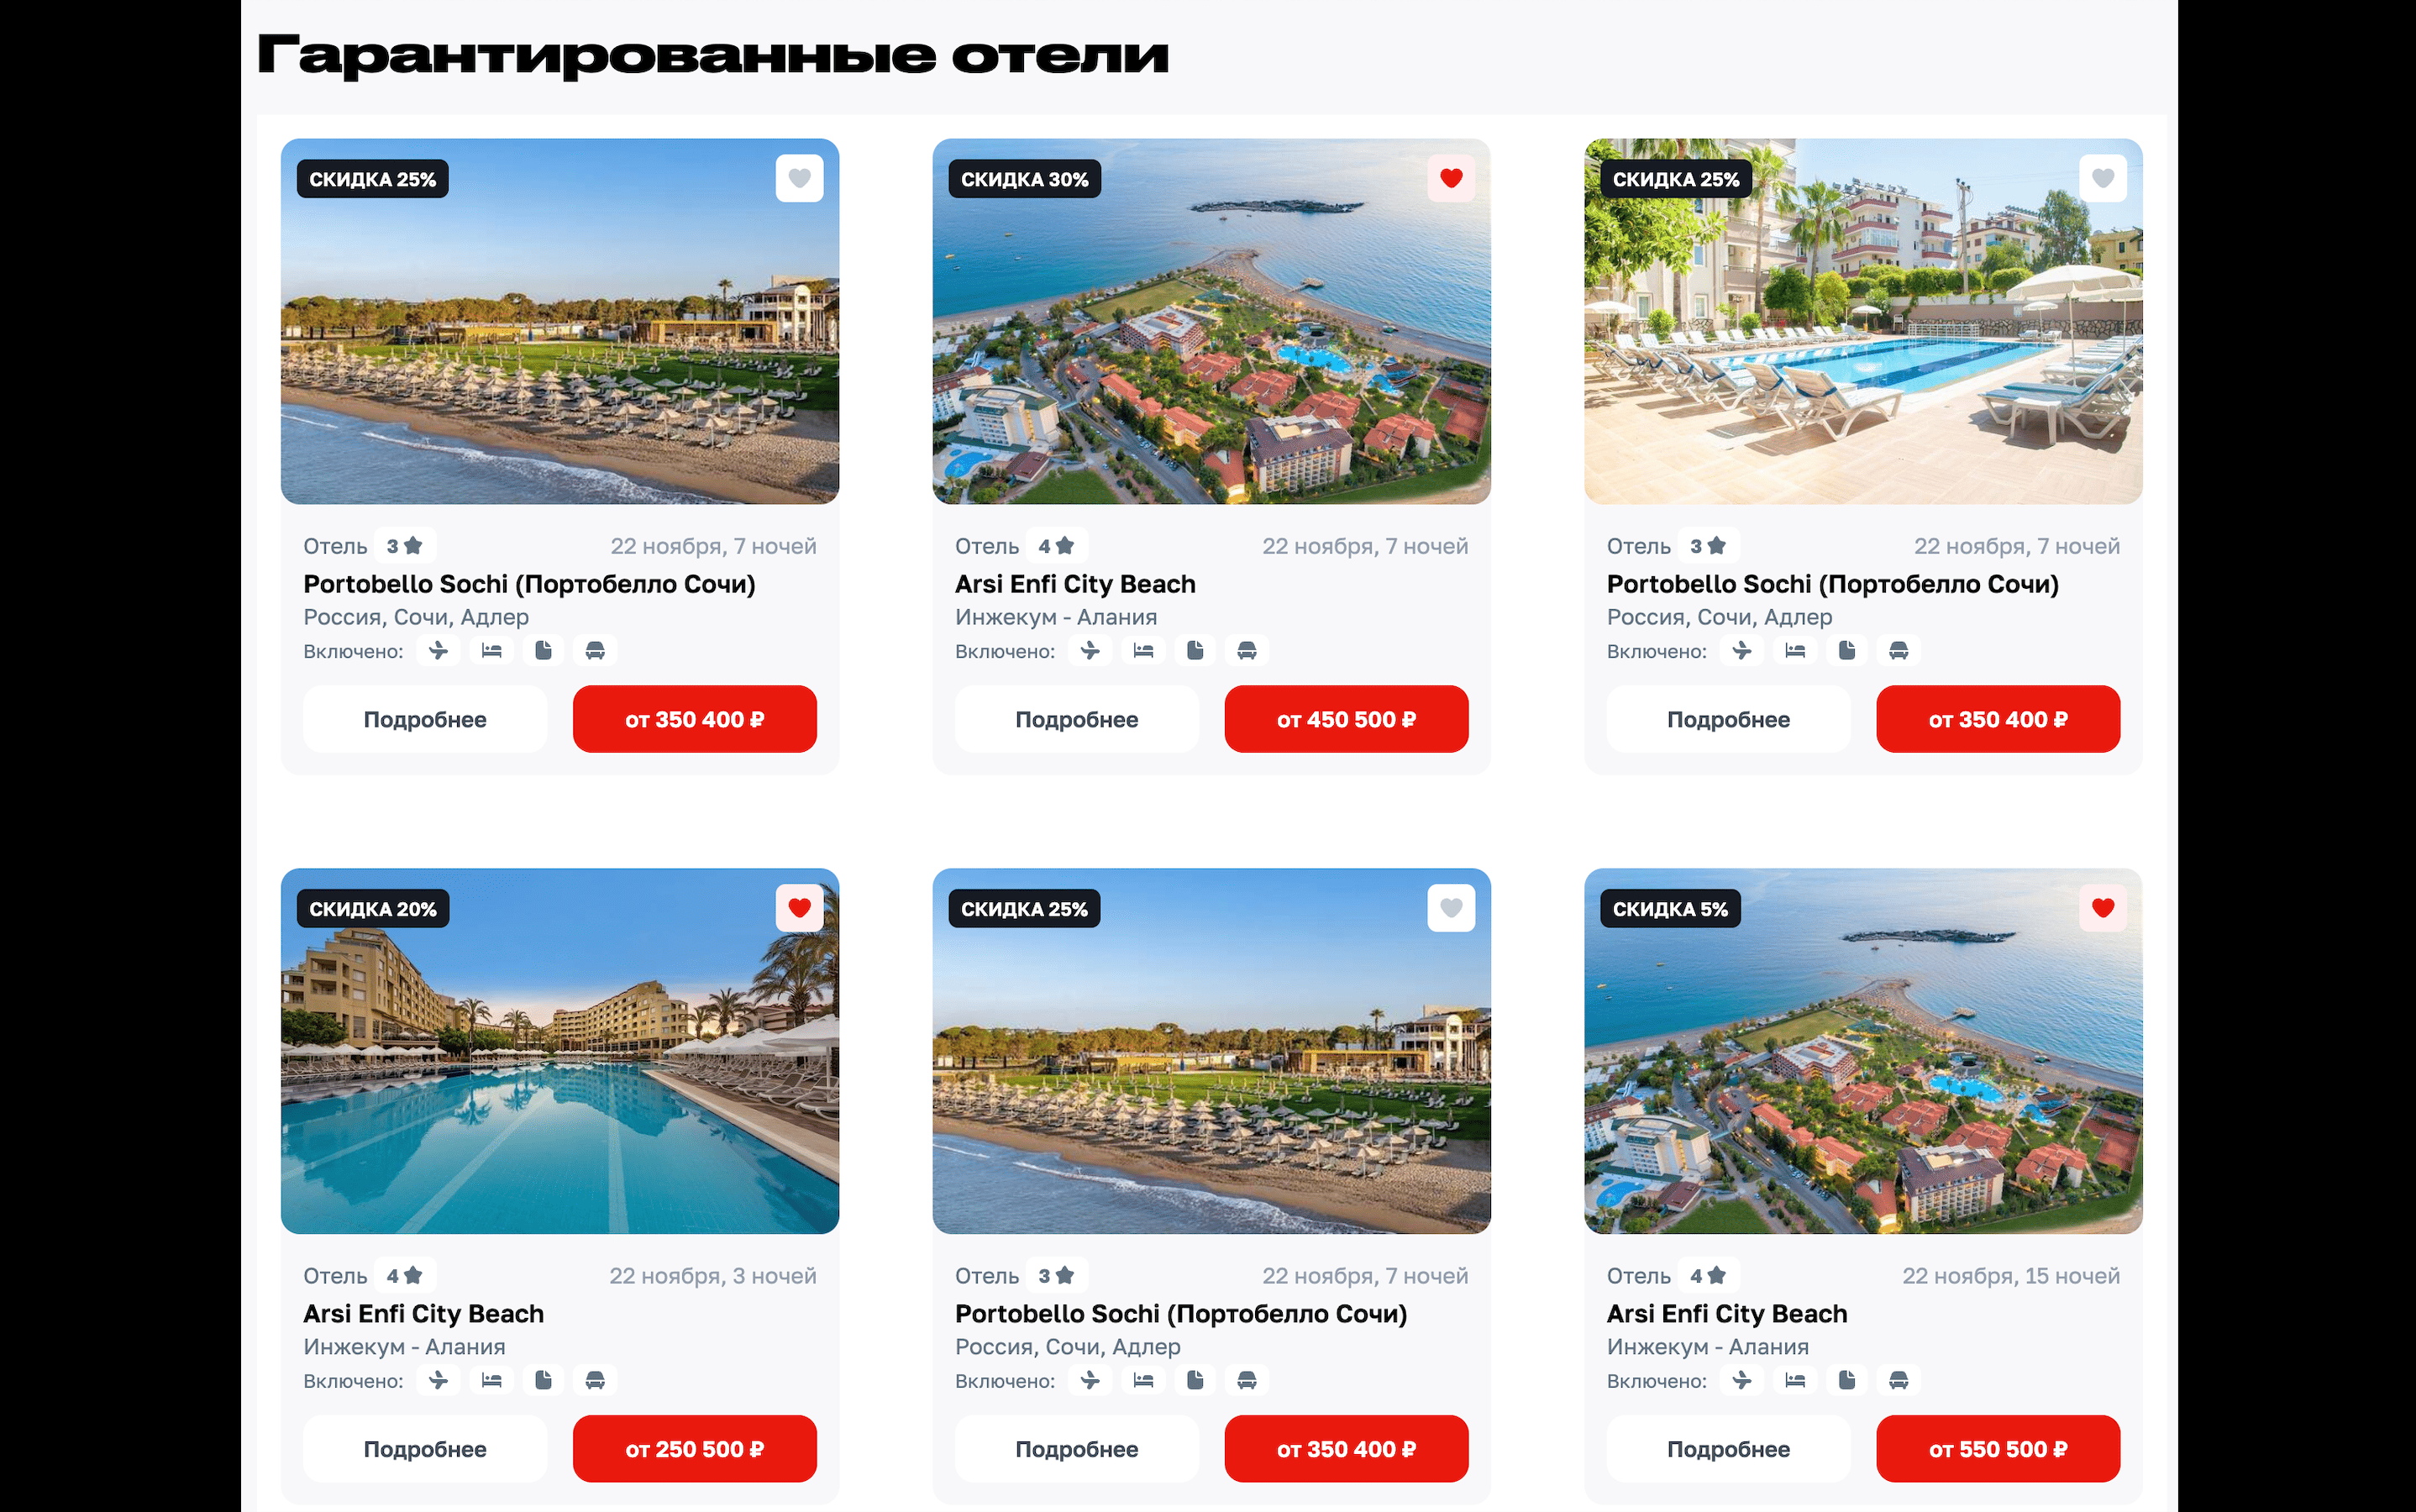 Гарантированные отели
СКИДКА 25%
Отель 3
22 ноября, 7 ночей
Portobello Sochi (Портобелло Сочи)
Россия, Сочи, Адлер
Включено:
Подробнее
от 350 400 ₽
СКИДКА 30%
Отель 4
22 ноября, 7 ночей
Arsi Enfi City Beach
Инжекум - Алания
Включено:
Подробнее
от 450 500 ₽
СКИДКА 25%
Отель 3
22 ноября, 7 ночей
Portobello Sochi (Портобелло Сочи)
Россия, Сочи, Адлер
Включено:
Подробнее
от 350 400 ₽
СКИДКА 20%
Отель 4
22 ноября, 3 ночей
Arsi Enfi City Beach
Инжекум - Алания
Включено:
Подробнее
от 250 500 ₽
СКИДКА 25%
Отель 3
22 ноября, 7 ночей
Portobello Sochi (Портобелло Сочи)
Россия, Сочи, Адлер
Включено:
Подробнее
от 350 400 ₽
СКИДКА 5%
Отель 4
22 ноября, 15 ночей
Arsi Enfi City Beach
Инжекум - Алания
Включено:
Подробнее
от 550 500 ₽